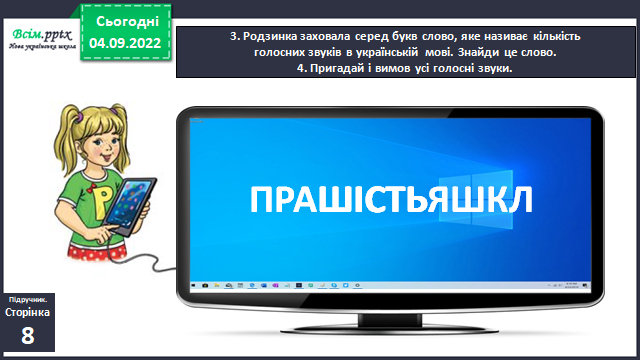 Всім.pptx
Нова українська школа
Сьогодні
04.09.2022
3. Родзинка заховала серед букв слово, яке називає кількість
голосних звуків в українській мові. Знайди це слово.
4. Пригадай і вимов усі голосні звуки.
Р
ПРАШІСТЬЯШКЛ
Підручник.
Сторінка
8